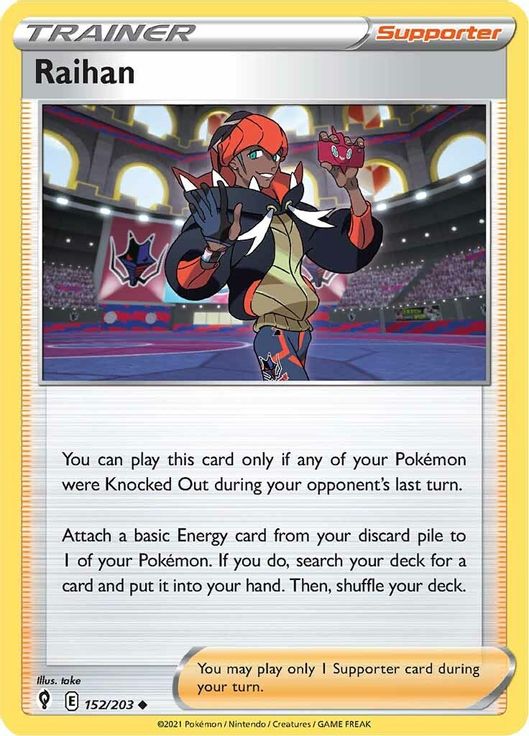 TRAINER
Supporter
Raihan
You can play this card only if any of your Pokémon
were Knocked Out during your opponent's last turn.
Attach a basic Energy card from your discard pile to
1 of your Pokémon. If you do, search your deck for a
card and put it into your hand. Then, shuffle your deck.
Illus. take
You may play only 1 Supporter card during
your turn.
E 152/203
©2021 Pokémon / Nintendo / Creatures / GAME FREAK